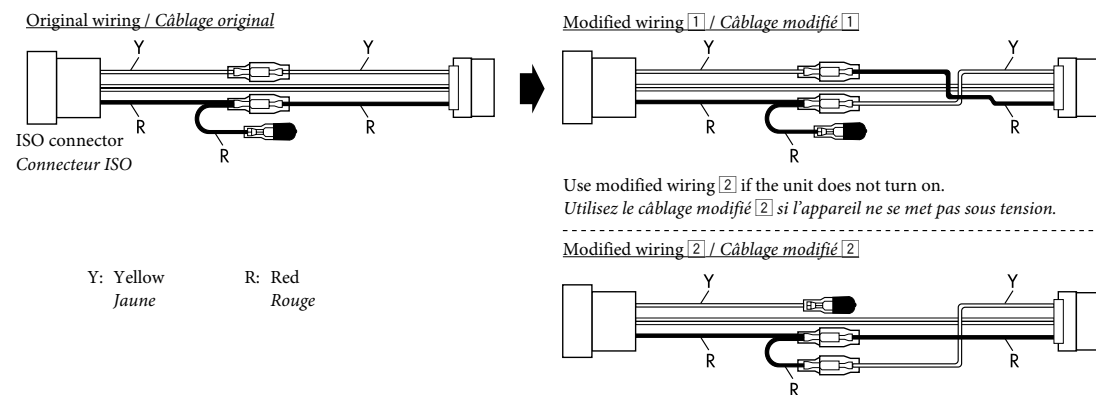 Original wiring / Câblage original
Y
Y
R
R
R
ISO connector
Connecteur ISO
Y: Yellow
Jaune
R: Red
Rouge
Modified wiring 1 / Câblage modifié 1
Y
Y
R
R
R
Use modified wiring 2 if the unit does not turn on.
Utilisez le câblage modifié 2 si l'appareil ne se met pas sous tension.
Modified wiring 2 / Câblage modifié 2
Y
Y
R
R
R